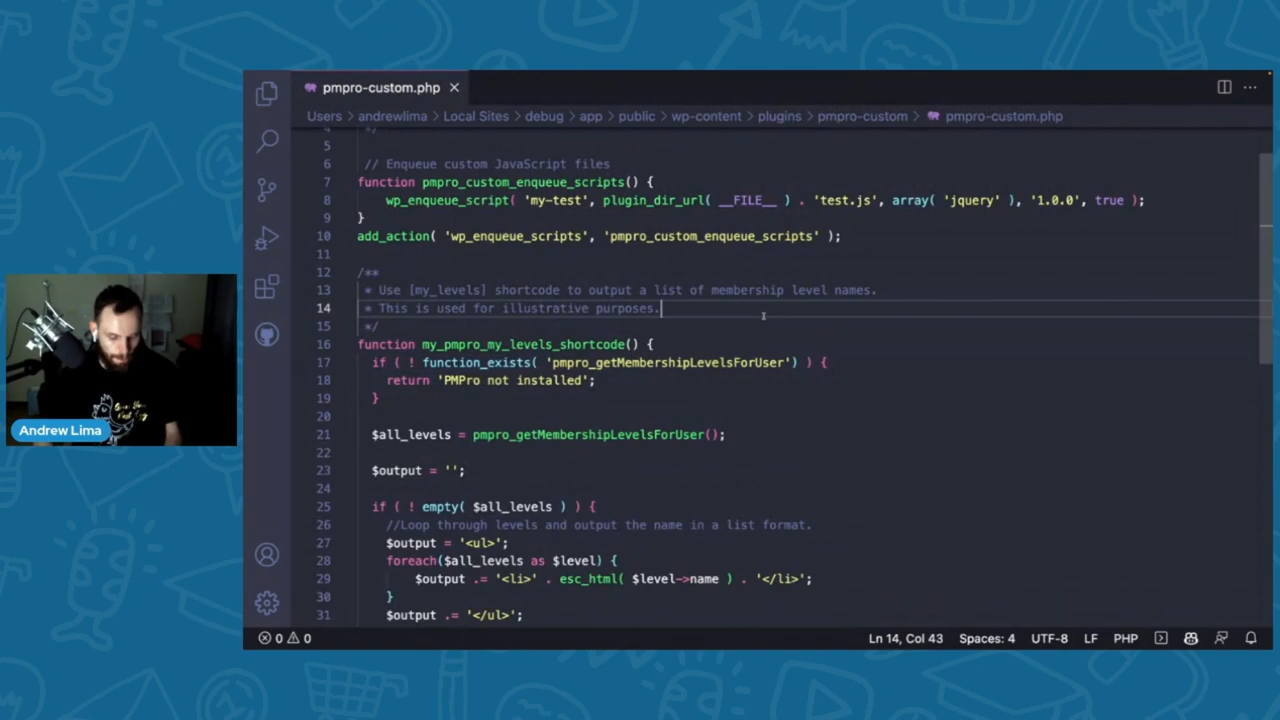 pmpro-custom.php
Users > andrewlima > Local Sites > debug > app > public > wp-content > plugins > pmpro-custom > pmpro-custom.php
4 */
5
6 // Enqueue custom JavaScript files
7 function pmpro_custom_enqueue_scripts() {
8 wp_enqueue_script( 'my-test', plugin_dir_url( __FILE__ ) . 'test.js', array( 'jquery' ), '1.0.0', true );
9 }
10 add_action( 'wp_enqueue_scripts', 'pmpro_custom_enqueue_scripts' );
11
12 /**
13 * Use [my_levels] shortcode to output a list of membership level names.
14 * This is used for illustrative purposes.
15 */
16 function my_pmpro_my_levels_shortcode() {
17 if ( ! function_exists( 'pmpro_getMembershipLevelsForUser') ) {
18 return 'PMPro not installed';
19 }
20
21 $all_levels = pmpro_getMembershipLevelsForUser();
22
23 $output = '';
24
25 if ( ! empty( $all_levels ) ) {
26 //Loop through levels and output the name in a list format.
27 $output = '<ul>';
28 foreach($all_levels as $level) {
29 $output .= '<li>' . esc_html( $level->name ) . '</li>';
30 }
31 $output .= '</ul>';
Andrew Lima
0 0 Ln 14, Col 43 Spaces: 4 UTF-8 LF PHP